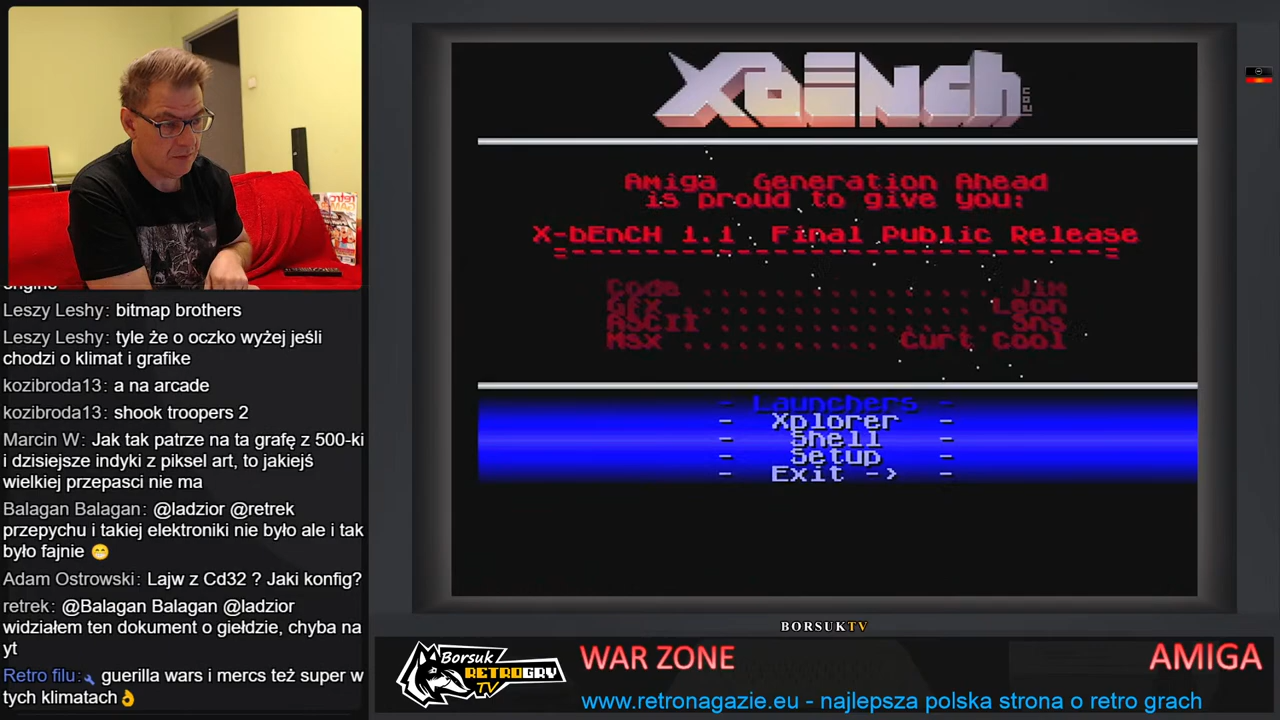 origins
Leszy Leshy: bitmap brothers
Leszy Leshy: tyle że o oczko wyżej jeśli
chodzi o klimat i grafike
kozibroda13: a na arcade
kozibroda13: shook troopers 2
Marcin W: Jak tak patrze na ta grafę z 500-ki
i dzisiejsze indyki z piksel art, to jakiejś
wielkiej przepasci nie ma
Balagan Balagan: @ladzior @retrek
przepychu i takiej elektroniki nie było ale i tak
było fajnie 😁
Adam Ostrowski: Lajw z Cd32 ? Jaki konfig?
retrek: @Balagan Balagan @ladzior
widziałem ten dokument o giełdzie, chyba na
yt
Retro filu: guerilla wars i mercs też super w
tych klimatach👌
XbEnch
Amiga Generation Ahead
is proud to give you:
X-bEnCH 1.1 Final Public Release
=----------------------------------=
Code ................ Jim
GFX ................ Leon
ASCII ................ Sns
Msx ........... Curt Cool
- Launchers -
- Xplorer -
- Shell -
- Setup -
- Exit -> -
BORSUKTV
Borsuk
RETROGRY
TV
WAR ZONE
AMIGA
www.retronagazie.eu - najlepsza polska strona o retro grach